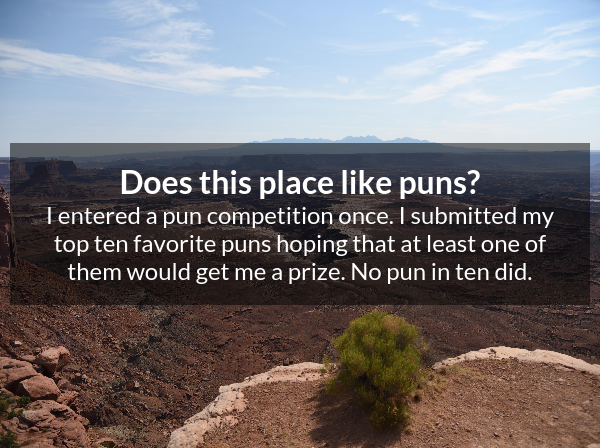 Does this place like puns?
I entered a pun competition once. I submitted my
top ten favorite puns hoping that at least one of
them would get me a prize. No pun in ten did.